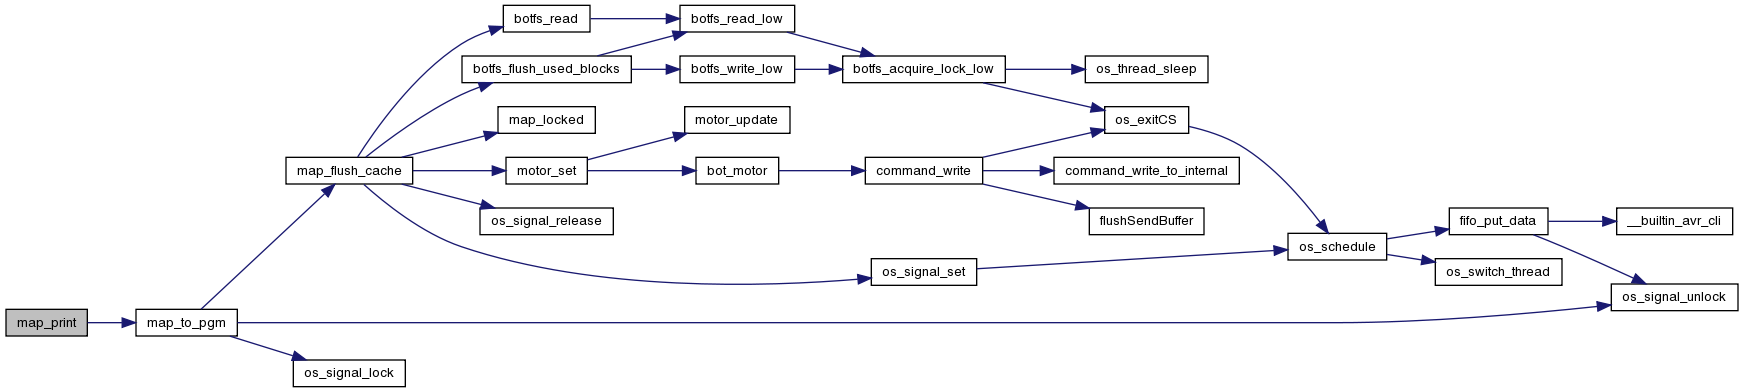 botfs_read
botfs_read_low
botfs_flush_used_blocks
botfs_write_low
botfs_acquire_lock_low
os_thread_sleep
map_locked
motor_update
os_exitCS
map_flush_cache
motor_set
bot_motor
command_write
command_write_to_internal
os_signal_release
flushSendBuffer
fifo_put_data
__builtin_avr_cli
os_schedule
os_signal_set
os_switch_thread
os_signal_unlock
map_print
map_to_pgm
os_signal_lock